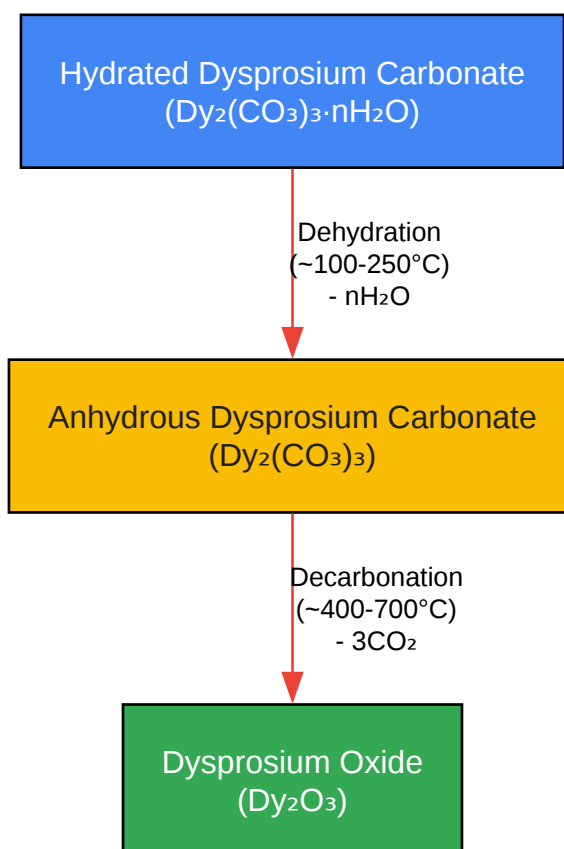 Hydrated Dysprosium Carbonate
(Dy₂(CO₃)₃·nH₂O)
Dehydration
(~100-250°C)
- nH₂O
Anhydrous Dysprosium Carbonate
(Dy₂(CO₃)₃)
Decarbonation
(~400-700°C)
- 3CO₂
Dysprosium Oxide
(Dy₂O₃)